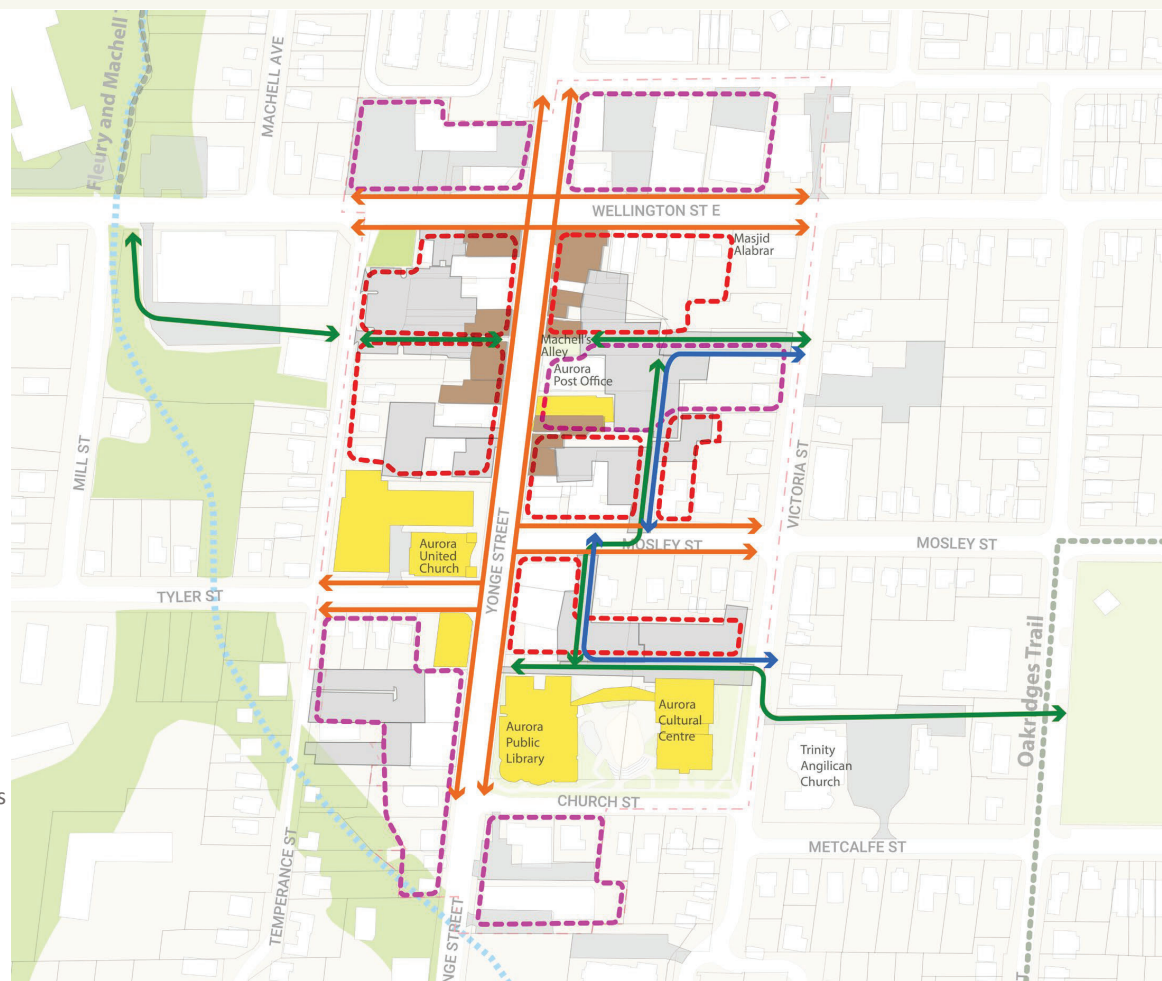 Fleury and Machell
MACHELL AVE
WELLINGTON ST E
Masjid
Alabrar
Machell's
Alley
Aurora
Post Office
MILL ST
VICTORIA ST
YONGE STREET
MOSLEY ST
MOSLEY ST
Aurora
United
Church
TYLER ST
Oakridges Trail
Aurora
Public
Library
Aurora
Cultural
Centre
Trinity
Angilican
Church
S
CHURCH ST
METCALFE ST
TEMPERANCE ST
NGE STREET
T